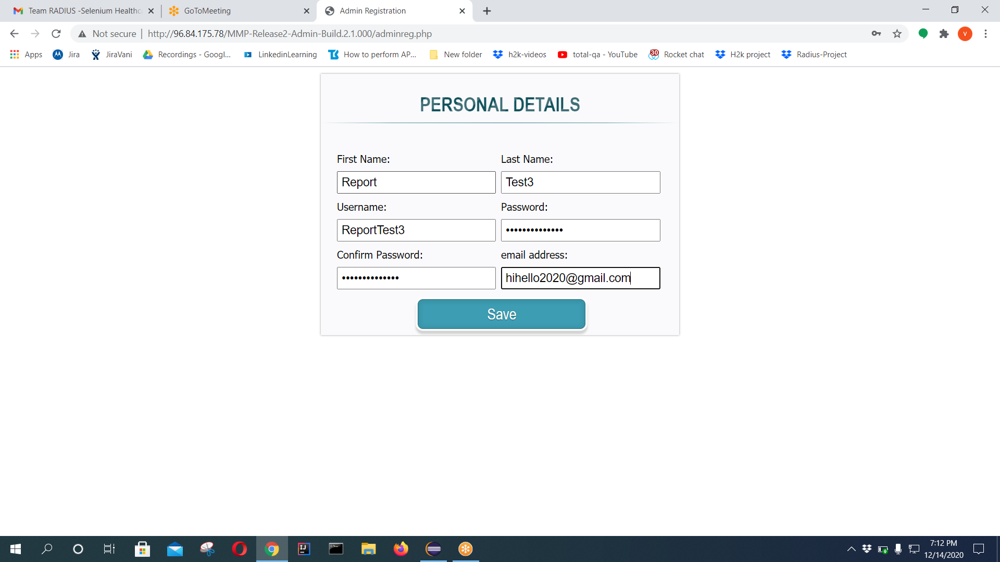 Team RADIUS -Selenium Healthc
GoToMeeting
Admin Registration
Not secure
http://96.84.175.78/MMP-Release2-Admin-Build.2.1.000/adminreg.php
V
Apps
Jira
JiraVani
Recordings - Googl...
LinkedinLearning
How to perform AP...
New folder
h2k-videos
total-qa - YouTube
30
Rocket chat
H2k project
Radius-Project
PERSONAL DETAILS
First Name:
Last Name:
Report
Test3
Username:
Password:
ReportTest3
••••••••••••••
Confirm Password:
email address:
••••••••••••••
hihello2020@gmail.com
Save
IJ
7:12 PM
12/14/2020